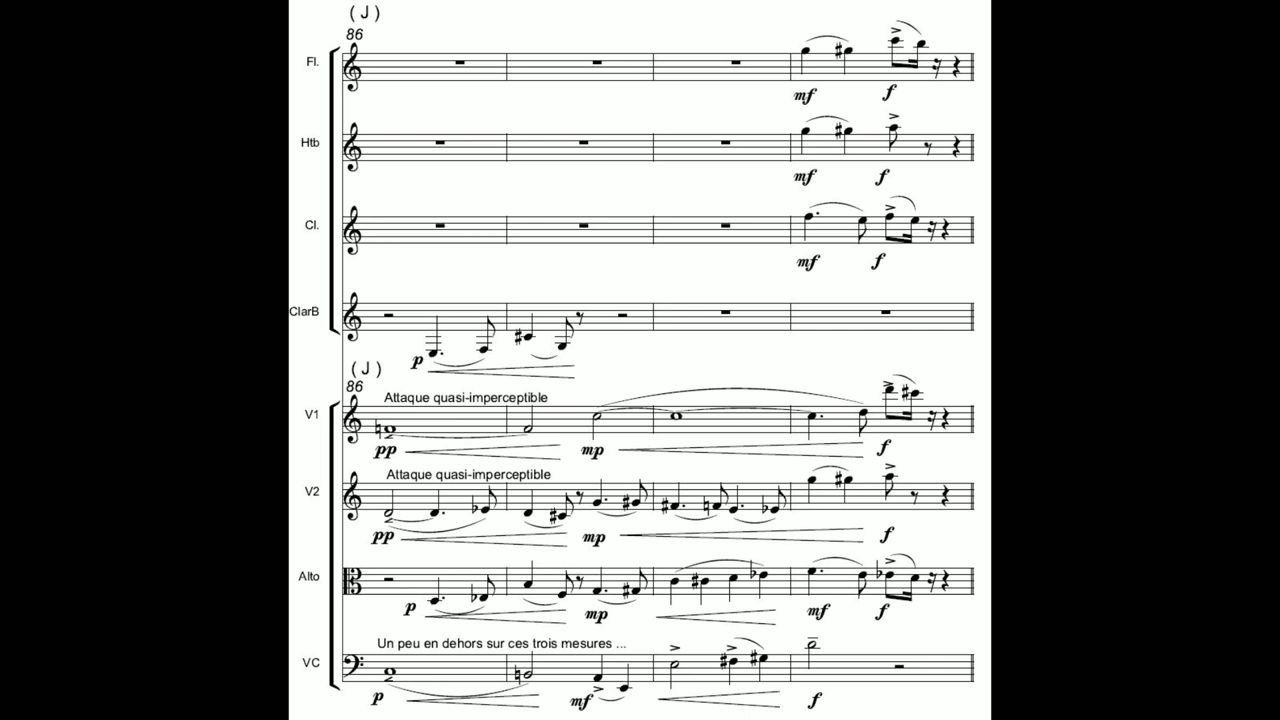 ( J )
86
Fl.
mf f
Htb
mf f
Cl.
mf f
ClarB
p
( J )
86
Attaque quasi-imperceptible
V1
pp mp f
Attaque quasi-imperceptible
V2
pp mp f
Alto
p mp mf f
Un peu en dehors sur ces trois mesures ...
VC
p mf f